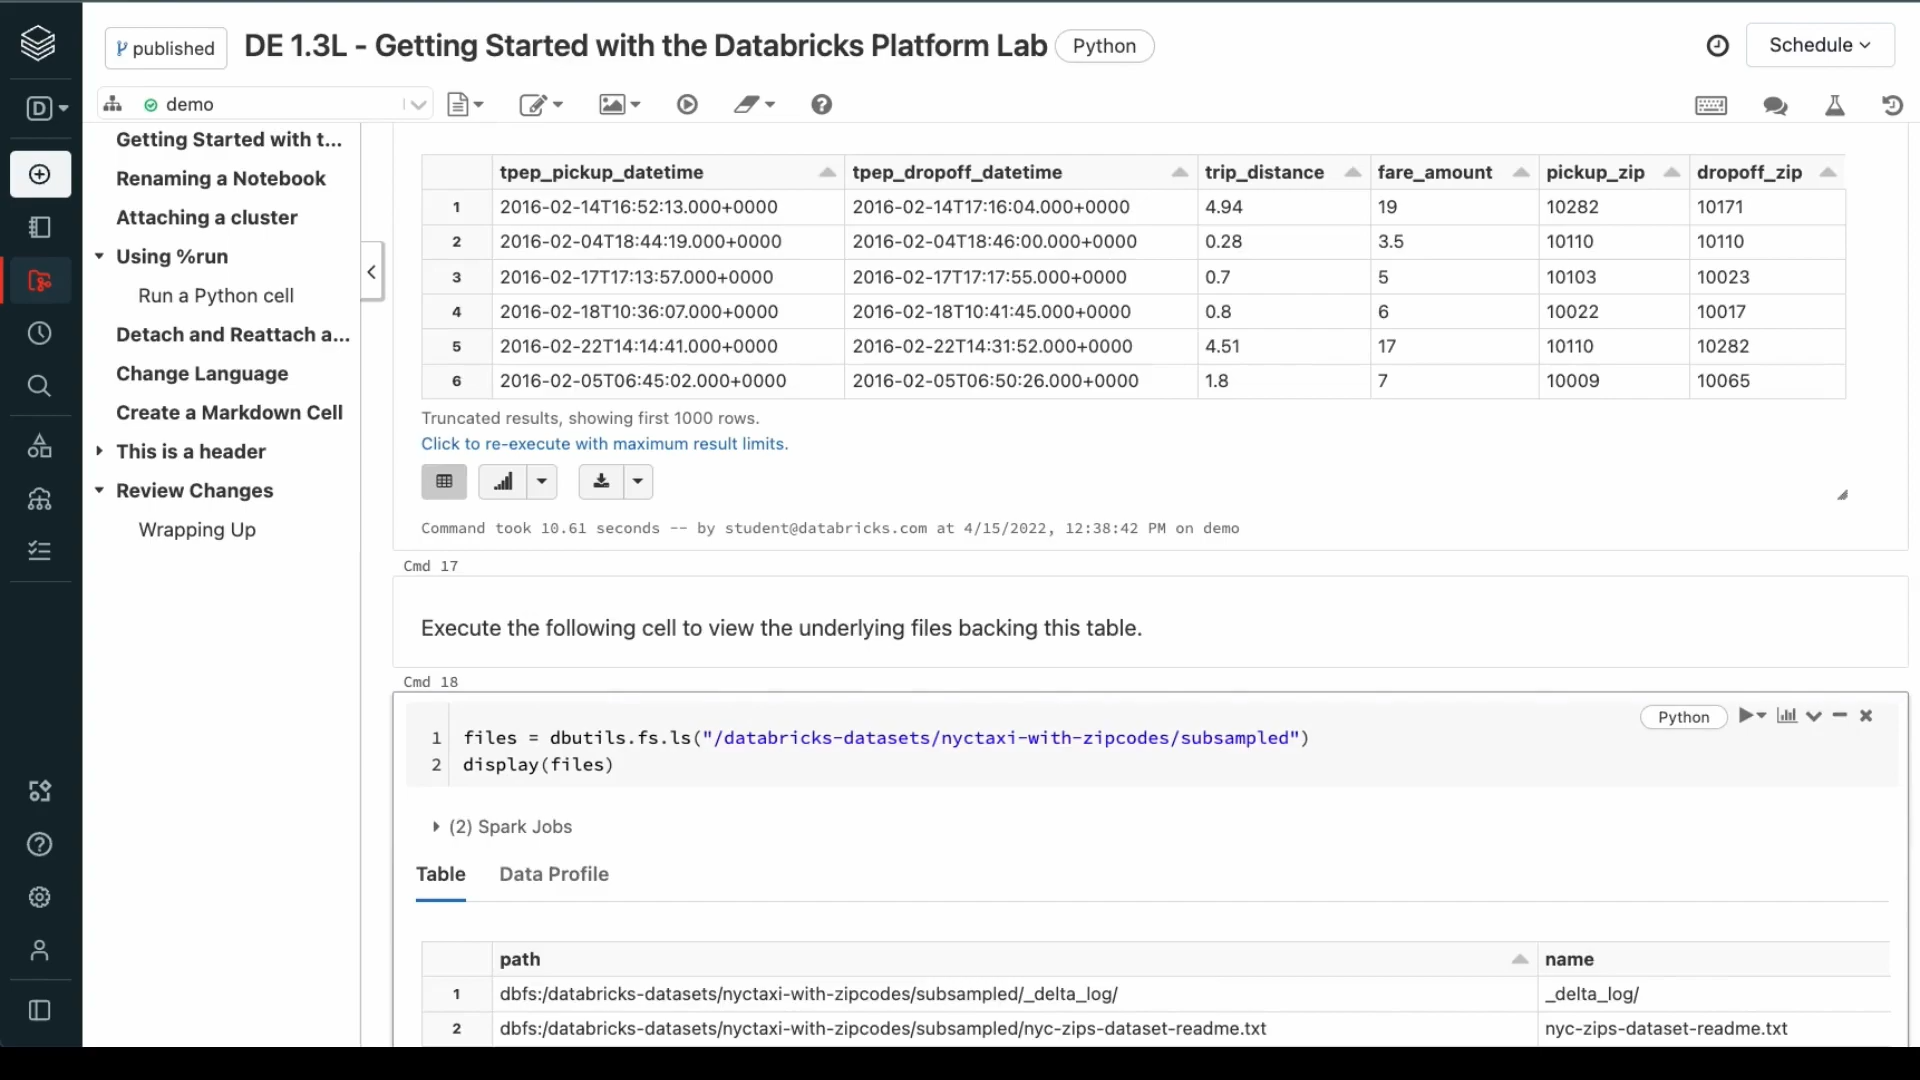 published
DE 1.3L - Getting Started with the Databricks Platform Lab
Python
Schedule
D
demo
Getting Started with t...
Renaming a Notebook
Attaching a cluster
Using %run
Run a Python cell
Detach and Reattach a...
Change Language
Create a Markdown Cell
This is a header
Review Changes
Wrapping Up
tpep_pickup_datetime tpep_dropoff_datetime trip_distance fare_amount pickup_zip dropoff_zip
1 2016-02-14T16:52:13.000+0000 2016-02-14T17:16:04.000+0000 4.94 19 10282 10171
2 2016-02-04T18:44:19.000+0000 2016-02-04T18:46:00.000+0000 0.28 3.5 10110 10110
3 2016-02-17T17:13:57.000+0000 2016-02-17T17:17:55.000+0000 0.7 5 10103 10023
4 2016-02-18T10:36:07.000+0000 2016-02-18T10:41:45.000+0000 0.8 6 10022 10017
5 2016-02-22T14:14:41.000+0000 2016-02-22T14:31:52.000+0000 4.51 17 10110 10282
6 2016-02-05T06:45:02.000+0000 2016-02-05T06:50:26.000+0000 1.8 7 10009 10065
Truncated results, showing first 1000 rows.
Click to re-execute with maximum result limits.
Command took 10.61 seconds -- by student@databricks.com at 4/15/2022, 12:38:42 PM on demo
Cmd 17
Execute the following cell to view the underlying files backing this table.
Cmd 18
Python
1 files = dbutils.fs.ls("/databricks-datasets/nyctaxi-with-zipcodes/subsampled")
2 display(files)
(2) Spark Jobs
Table Data Profile
path name
1 dbfs:/databricks-datasets/nyctaxi-with-zipcodes/subsampled/_delta_log/ _delta_log/
2 dbfs:/databricks-datasets/nyctaxi-with-zipcodes/subsampled/nyc-zips-dataset-readme.txt nyc-zips-dataset-readme.txt